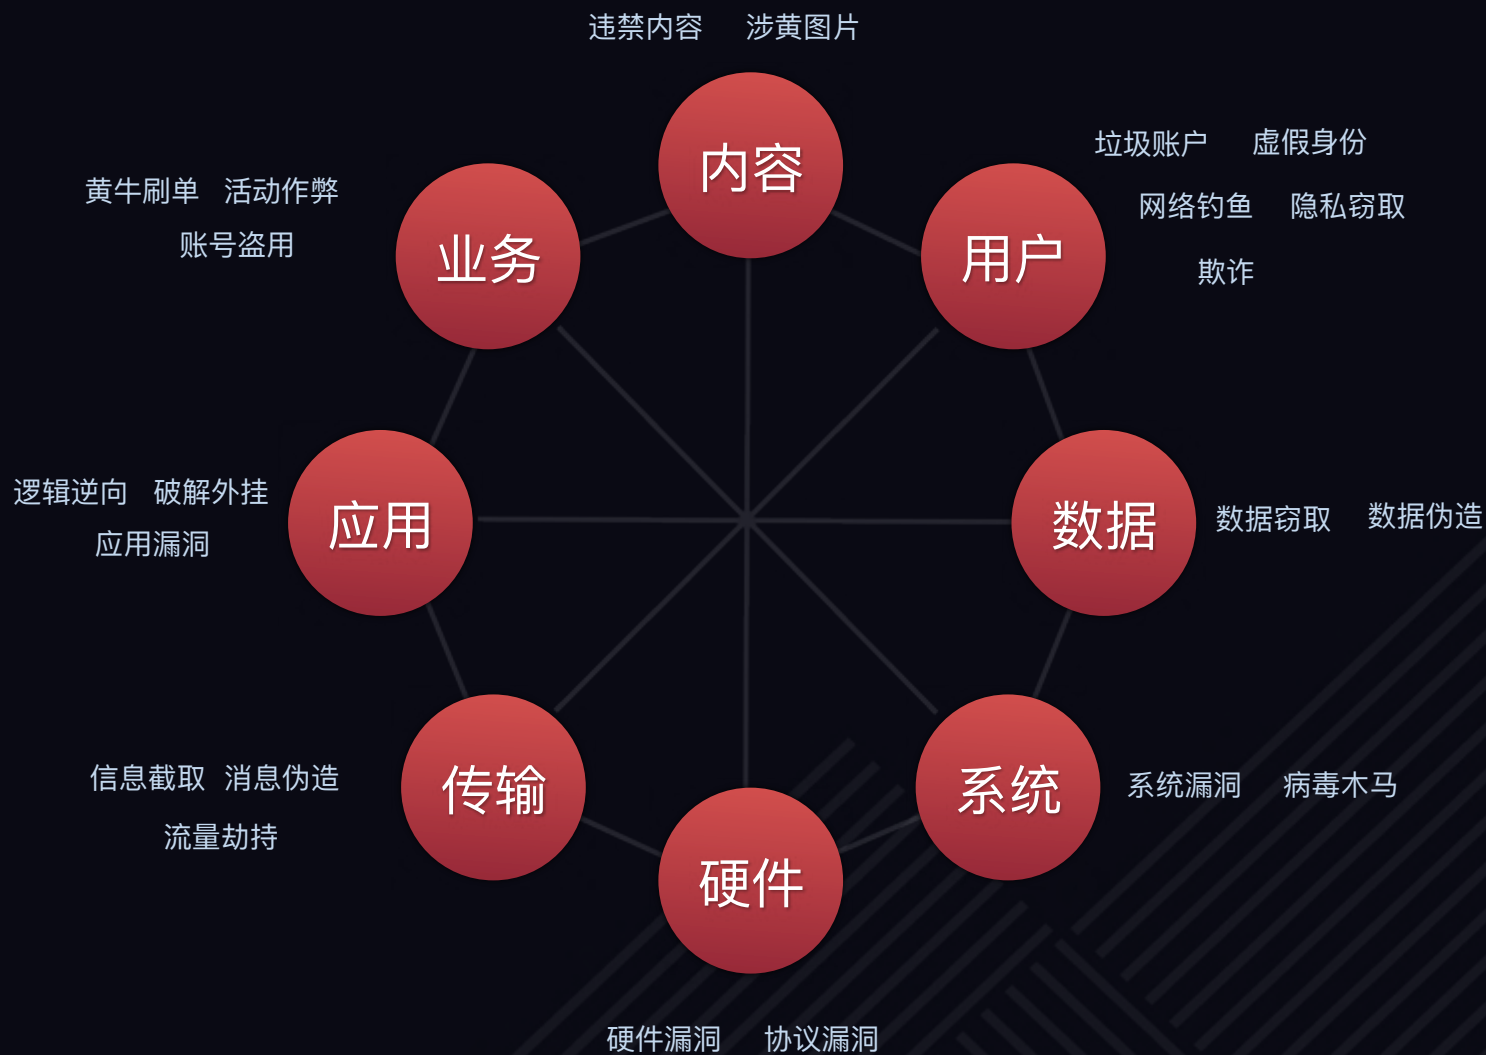 违禁内容 涉黄图片
内容
垃圾账户 虚假身份
网络钓鱼 隐私窃取
欺诈
用户
黄牛刷单 活动作弊
账号盗用
业务
逻辑逆向 破解外挂
应用漏洞
应用
数据
数据窃取 数据伪造
信息截取 消息伪造
流量劫持
传输
系统
系统漏洞 病毒木马
硬件
硬件漏洞 协议漏洞